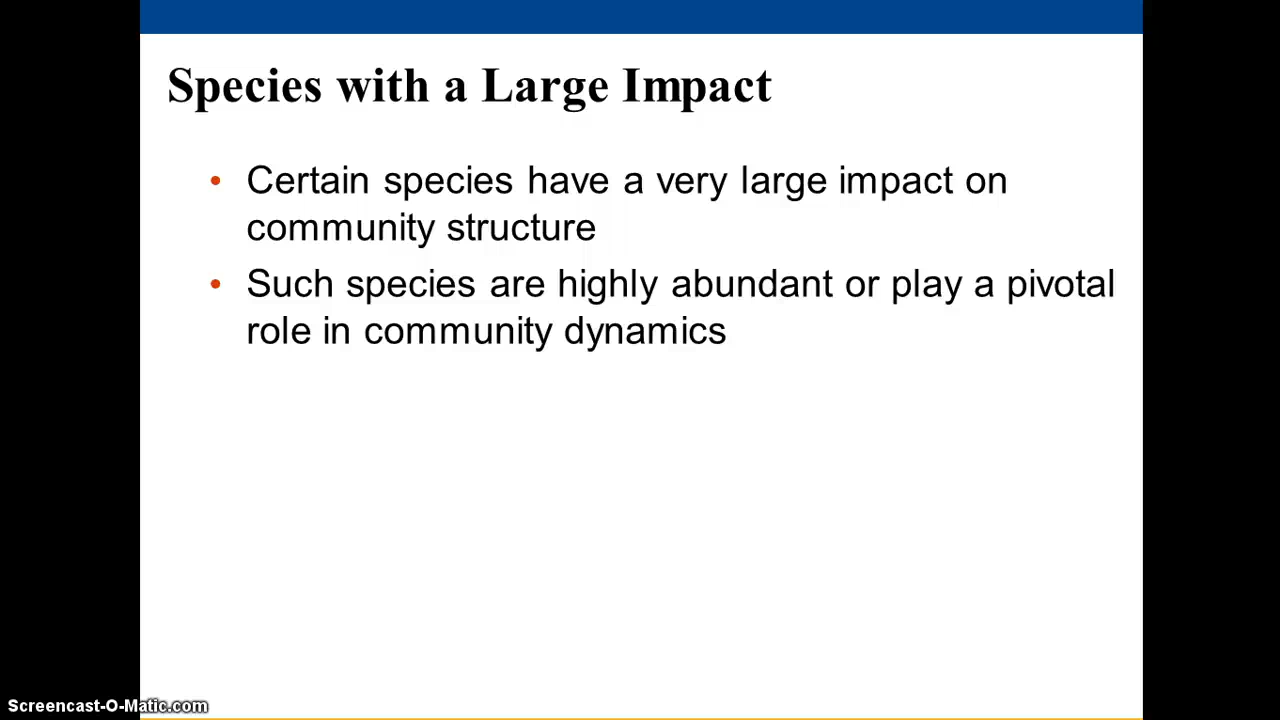 Species with a Large Impact
• Certain species have a very large impact on
community structure
• Such species are highly abundant or play a pivotal
role in community dynamics
Screencast-O-Matic.com